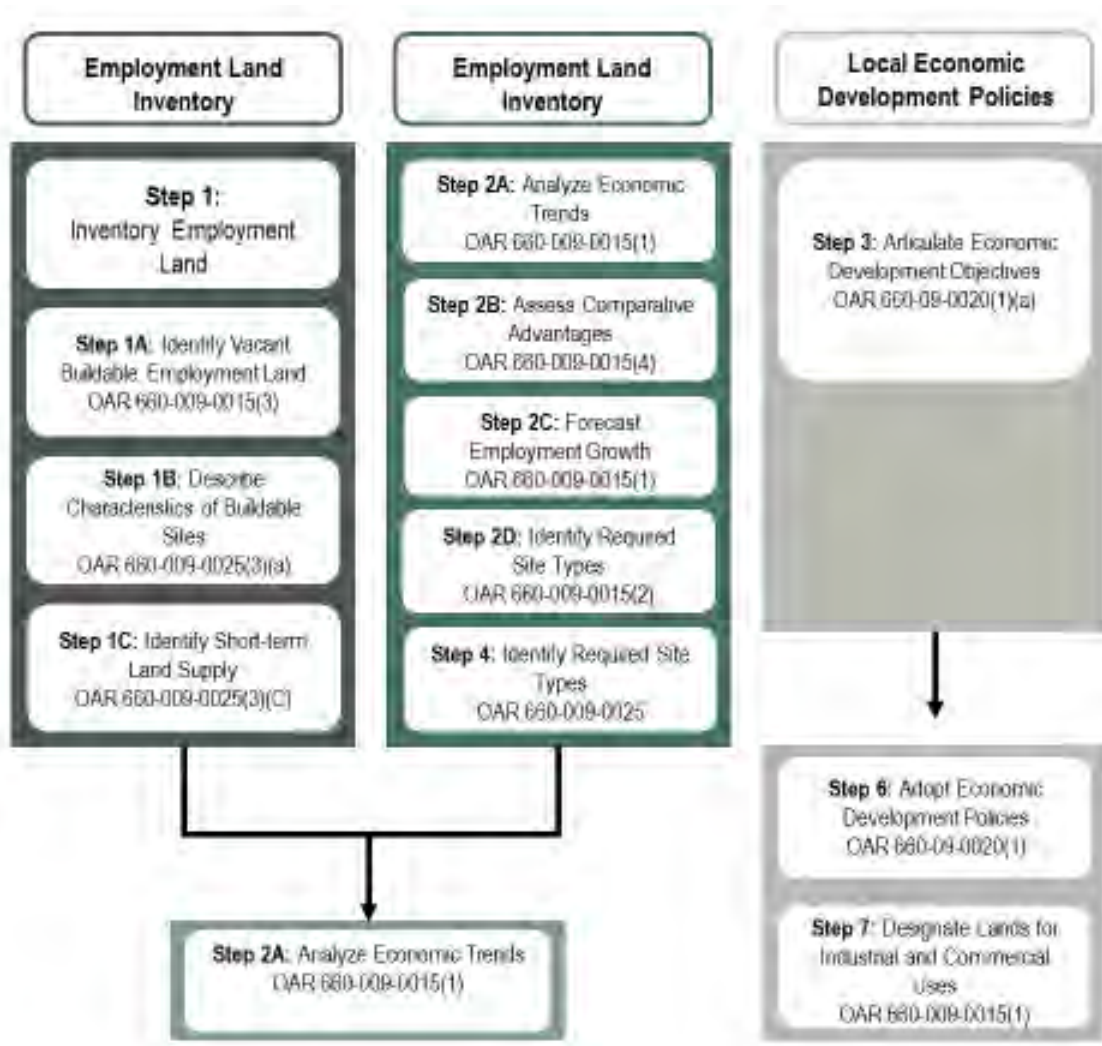 Employment Land
Inventory
Step 1:
Inventory Employment
Land
Step 1A: Identify Vacant
Buildable Employment Land
OAR 660-009-0015(3)
Step 1B: Describe
Characteristics of Buildable
Sites
OAR 660-009-0025(3)(a)
Step 1C: Identify Short-term
Land Supply
OAR 660-009-0025(3)(C)
Employment Land
Inventory
Step 2A: Analyze Economic
Trends
OAR 660-009-0015(1)
Step 2B: Assess Comparative
Advantages
OAR 660-009-0015(4)
Step 2C: Forecast
Employment Growth
OAR 660-009-0015(1)
Step 2D: Identify Required
Site Types
OAR 660-009-0015(2)
Step 4: Identify Required Site
Types
OAR 660-009-0025
Step 2A: Analyze Economic Trends
OAR 660-009-0015(1)
Local Economic
Development Policies
Step 3: Articulate Economic
Development Objectives
OAR 660-09-0020(1)(a)
Step 6: Adopt Economic
Development Policies
OAR 660-09-0020(1)
Step 7: Designate Lands for
Industrial and Commercial
Uses
OAR 660-009-0015(1)